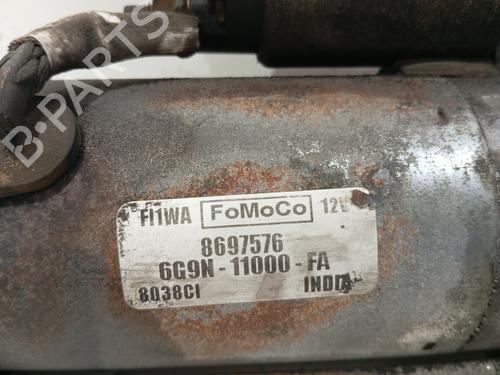 FI1WA FoMoCo 12V
8697576
6G9N - 11000 - FA
8038CI INDIA
B-PARTS